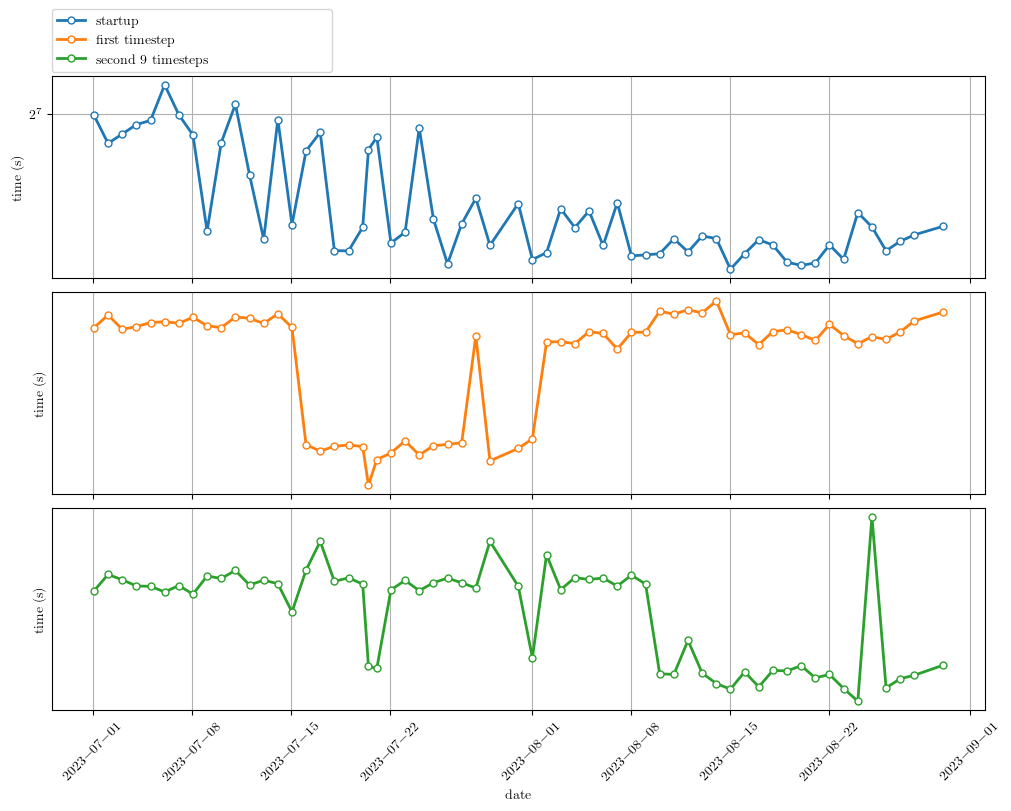 startup
first timestep
second 9 timesteps
2^7
time (s)
time (s)
time (s)
2023−07−01
2023−07−08
2023−07−15
2023−07−22
2023−08−01
2023−08−08
2023−08−15
2023−08−22
2023−09−01
date